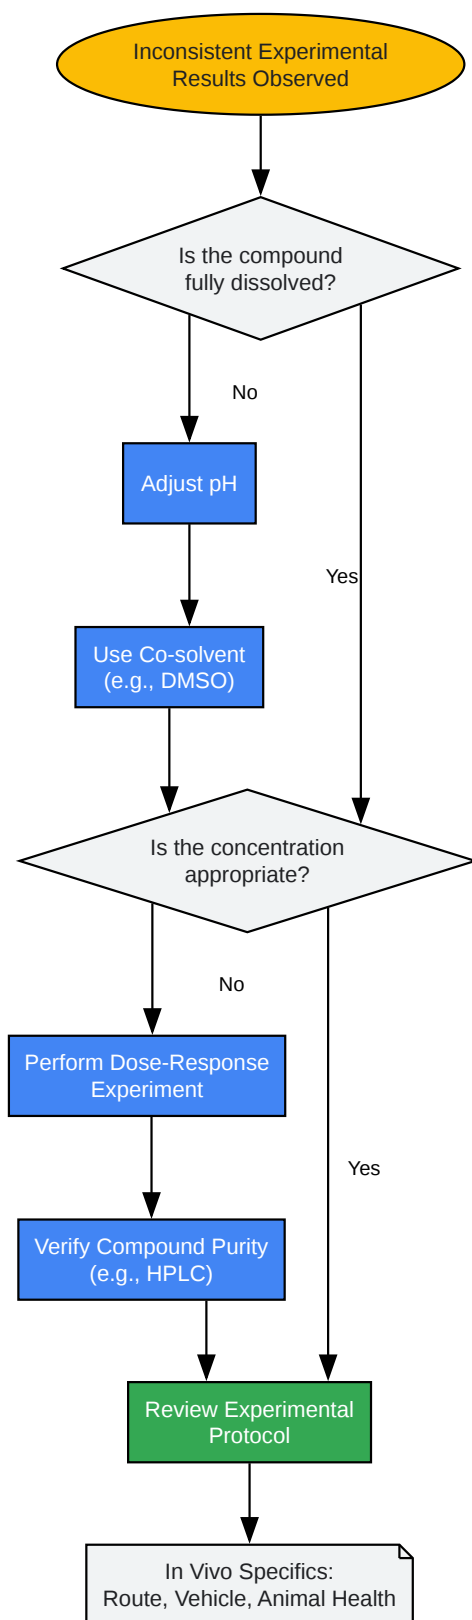 Inconsistent Experimental
Results Observed
Is the compound
fully dissolved?
No
Adjust pH
Yes
Use Co-solvent
(e.g., DMSO)
Is the concentration
appropriate?
No
Perform Dose-Response
Experiment
Yes
Verify Compound Purity
(e.g., HPLC)
Review Experimental
Protocol
In Vivo Specifics:
Route, Vehicle, Animal Health